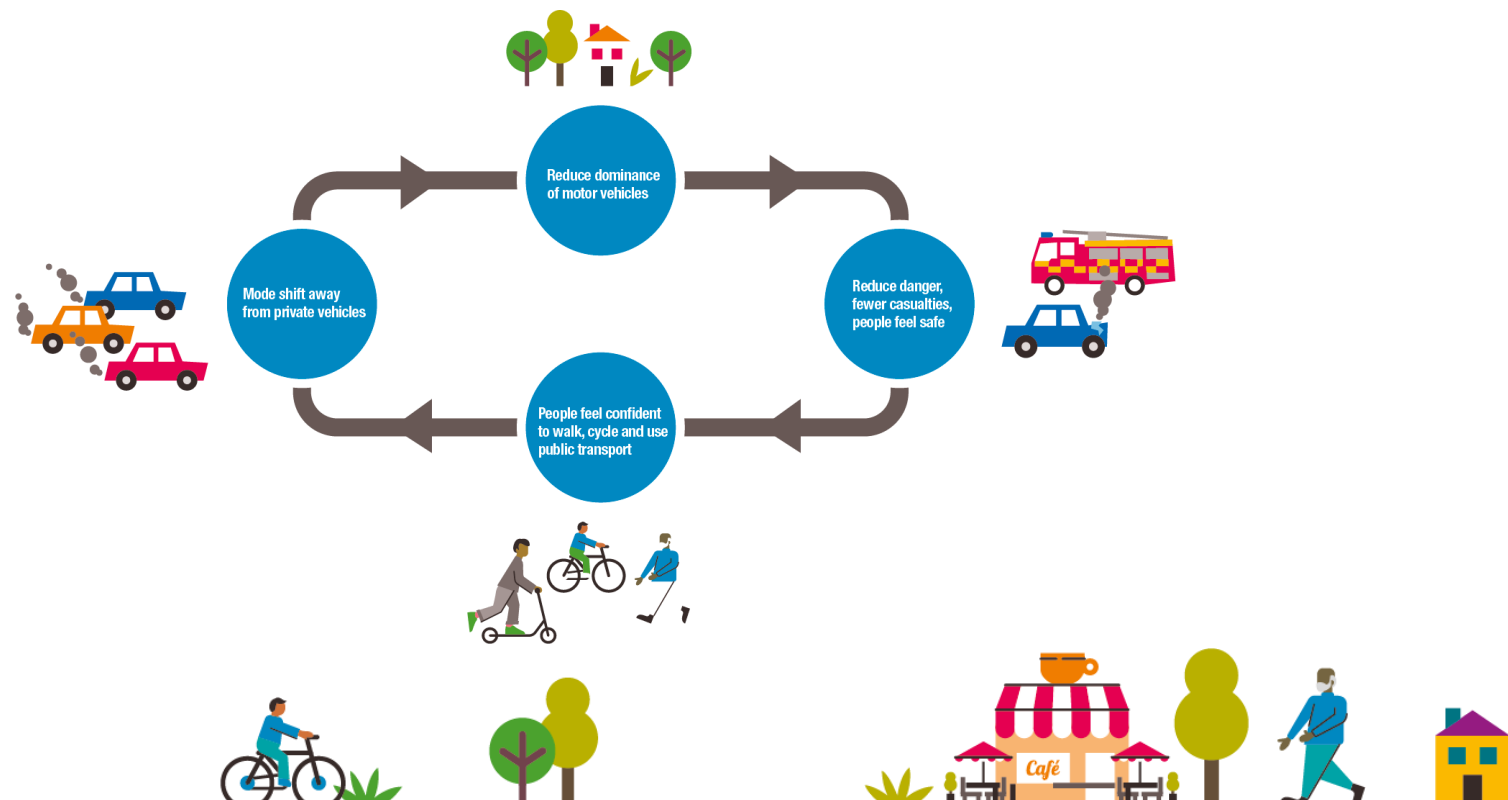 Reduce dominance
of motor vehicles
Mode shift away
from private vehicles
Reduce danger,
fewer casualties,
people feel safe
People feel confident
to walk, cycle and use
public transport
Café